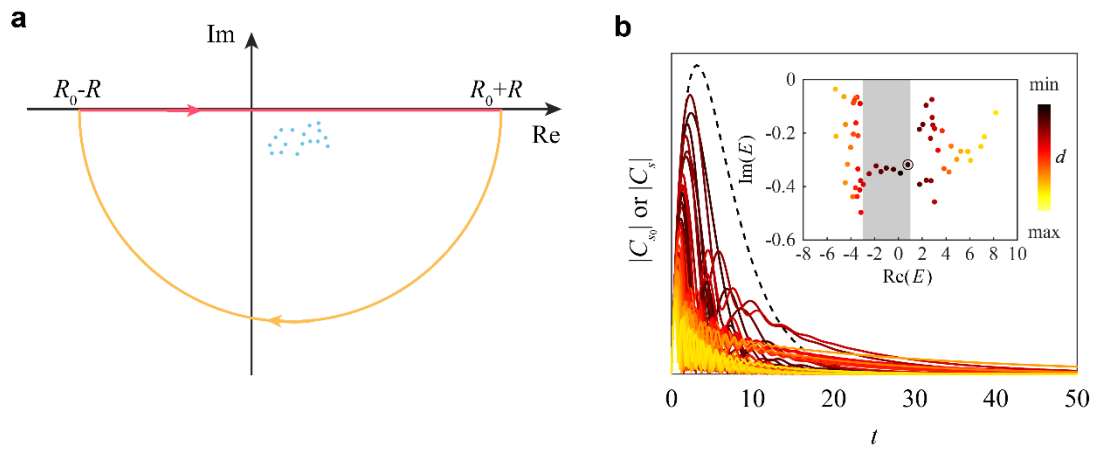 a
Im
R₀-R
R₀+R
Re
b
|Cₛ₀| or |Cₛ|
0
-0.2
-0.4
-0.6
Im(E)
-8 -6 -4 -2 0 2 4 6 8 10
Re(E)
min
d
max
0 10 20 30 40 50
t